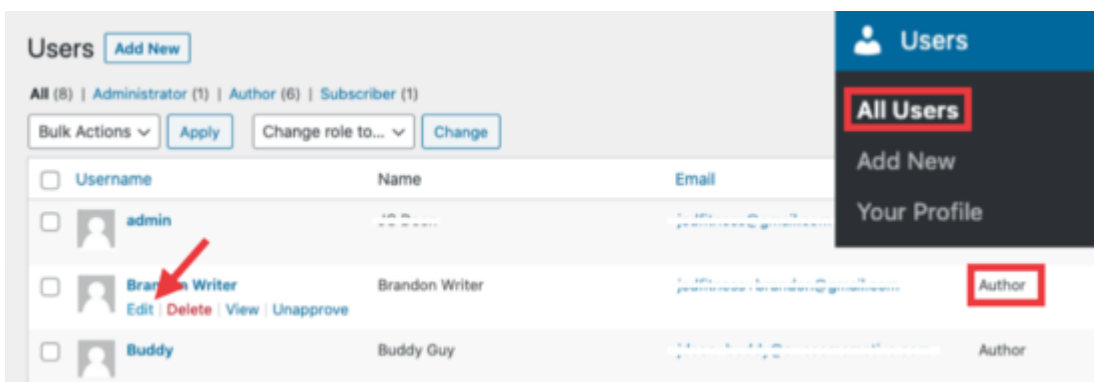 Users Add New
All (8) | Administrator (1) | Author (6) | Subscriber (1)
Bulk Actions Apply Change role to... Change
Username Name Email
admin
Brandon Writer Brandon Writer Author
Edit | Delete | View | Unapprove
Buddy Buddy Guy Author
Users
All Users
Add New
Your Profile